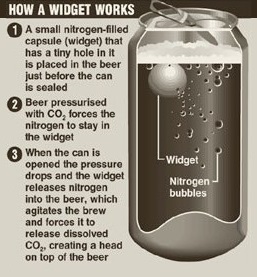 HOW A WIDGET WORKS
1 A small nitrogen-filled
capsule (widget) that
has a tiny hole in it
is placed in the beer
just before the can
is sealed
2 Beer pressurised
with CO₂ forces the
nitrogen to stay in
the widget
3 When the can is
opened the pressure
drops and the widget
releases nitrogen
into the beer, which
agitates the brew
and forces it to
release dissolved
CO₂, creating a head
on top of the beer
Widget
Nitrogen
bubbles